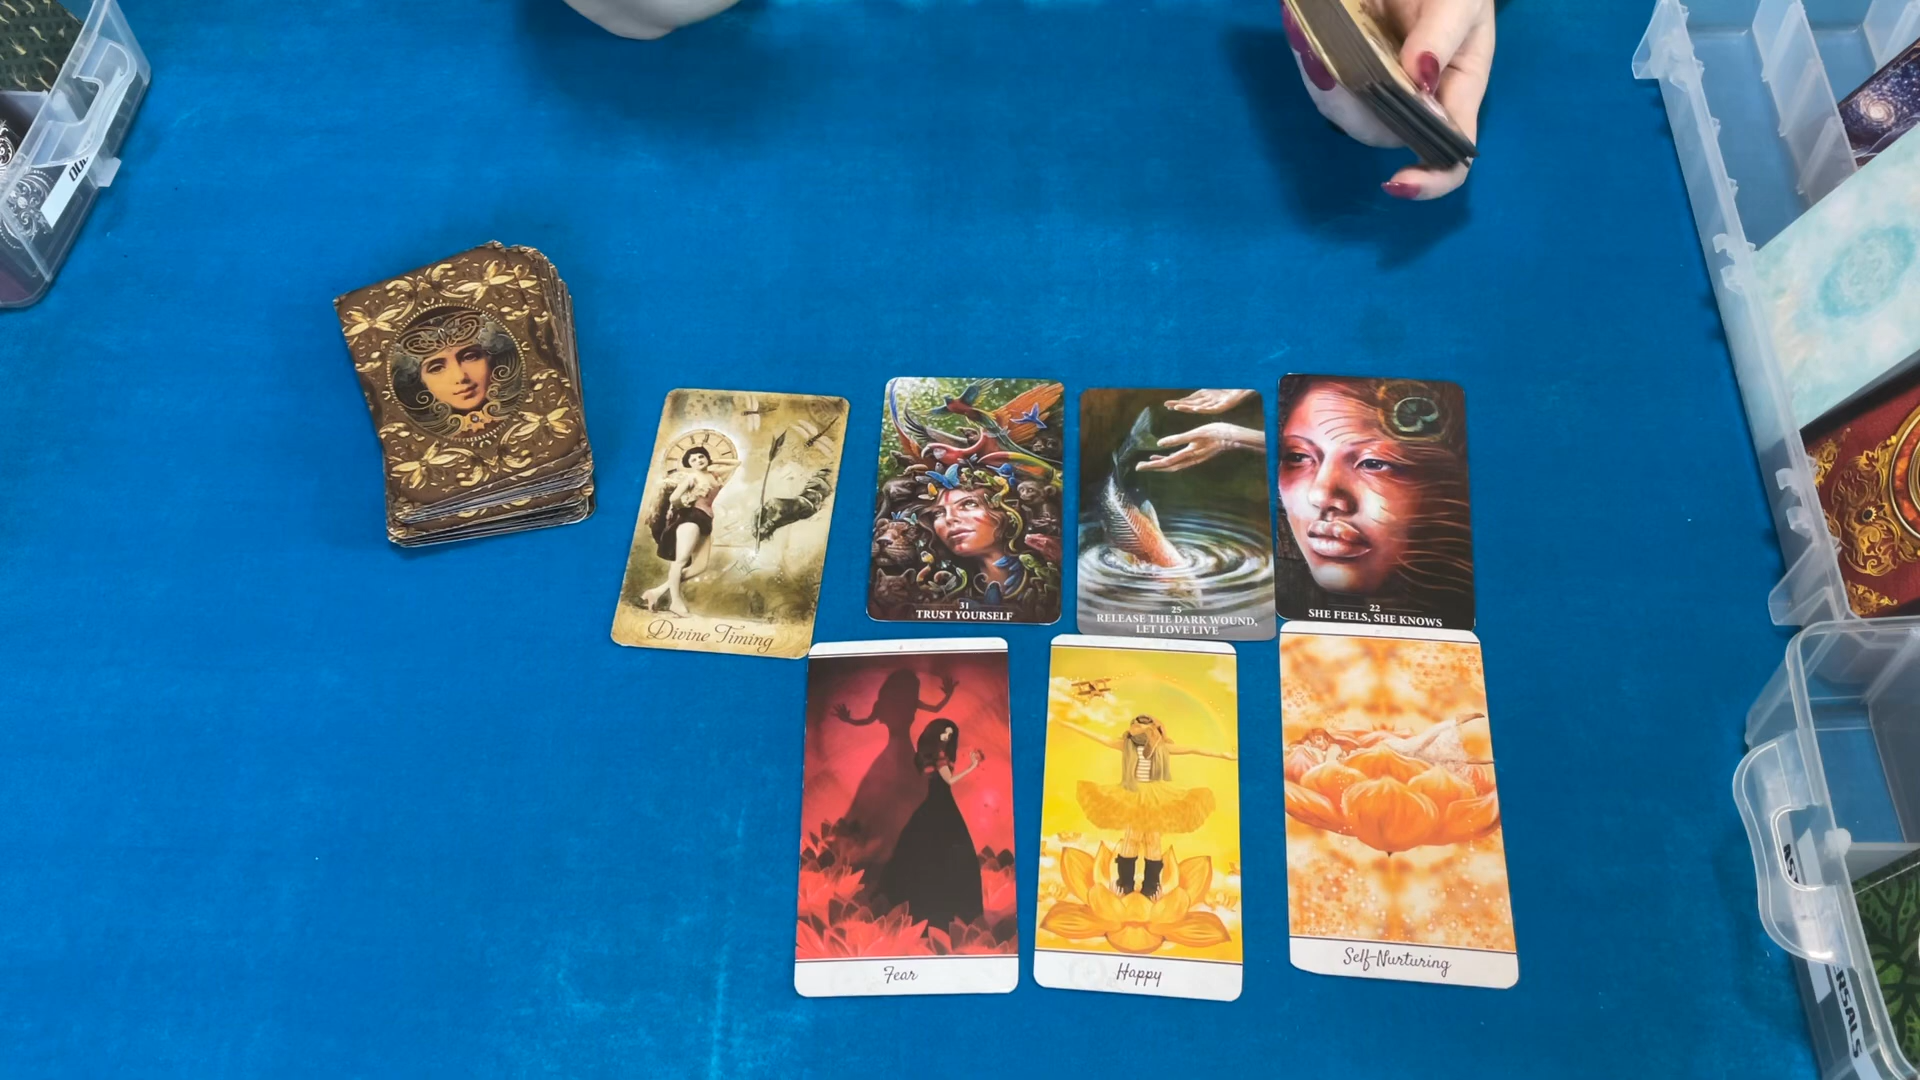 Divine Timing
31
TRUST YOURSELF
25
RELEASE THE DARK WOUND,
LET LOVE LIVE
22
SHE FEELS, SHE KNOWS
Fear
Happy
Self-Nurturing